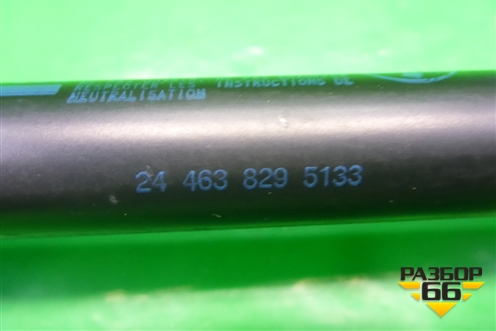 INSTRUCTIONS DE
NEUTRALISATION
24 463 829 5133
РАЗБОР
66